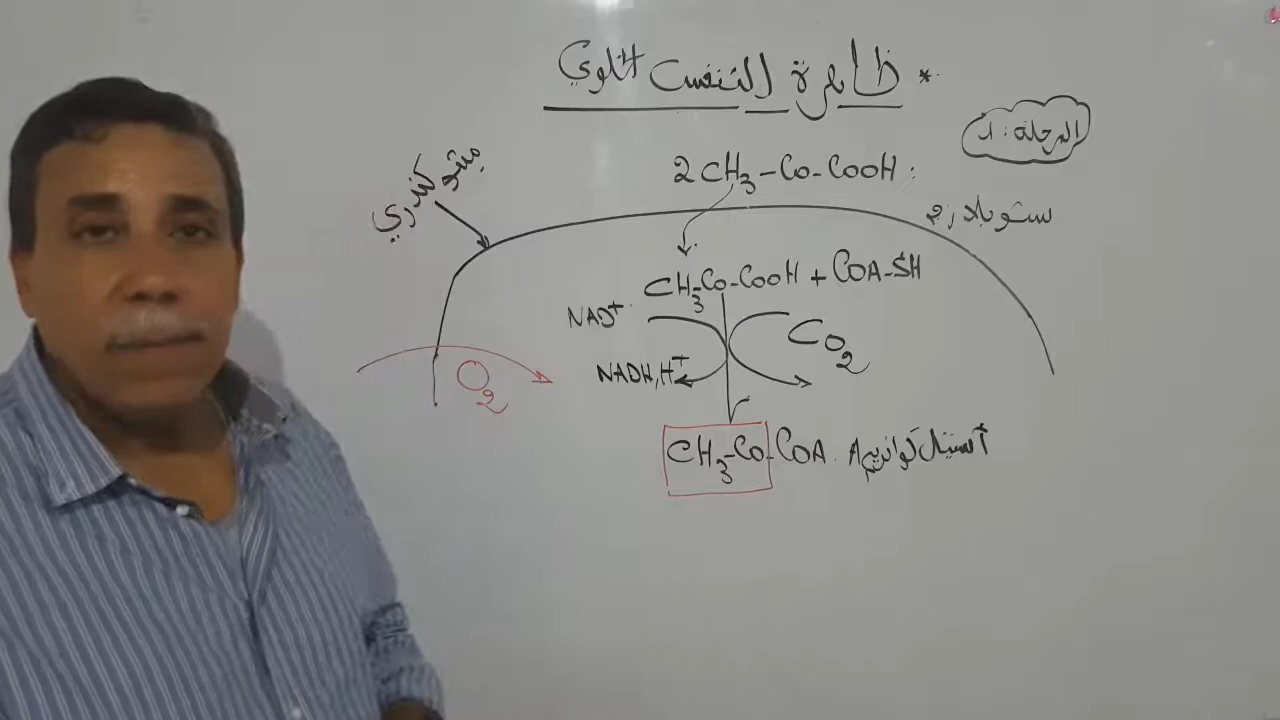 * ظاهرة التنفس الخلوي
المرحلة: 1
2CH3-CO-COOH :
ستوبلازم
ميتوكندري
CH3-CO-COOH + COA-SH
NAD+
CO2
NADH,H+
O2
CH3-CO-COA. أستيل كوانزيم A